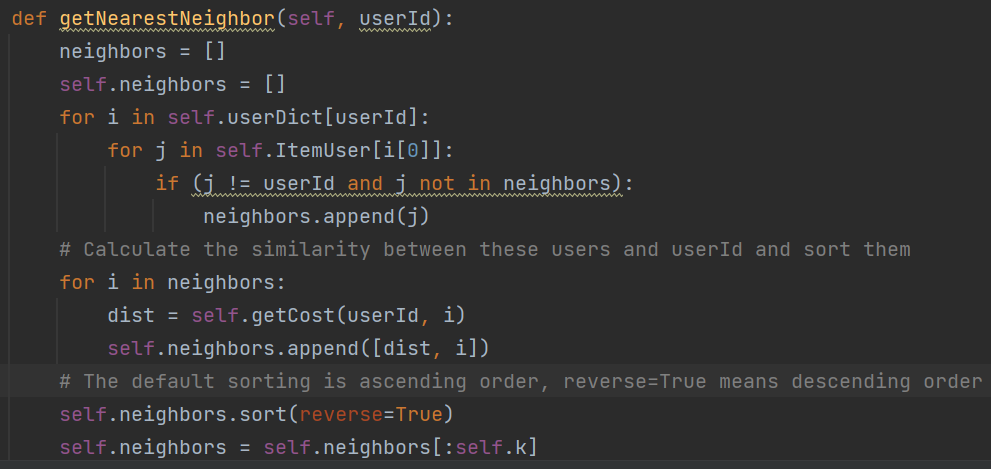 def getNearestNeighbor(self, userId):
    neighbors = []
    self.neighbors = []
    for i in self.userDict[userId]:
        for j in self.ItemUser[i[0]]:
            if (j != userId and j not in neighbors):
                neighbors.append(j)
    # Calculate the similarity between these users and userId and sort them
    for i in neighbors:
        dist = self.getCost(userId, i)
        self.neighbors.append([dist, i])
    # The default sorting is ascending order, reverse=True means descending order
    self.neighbors.sort(reverse=True)
    self.neighbors = self.neighbors[:self.k]